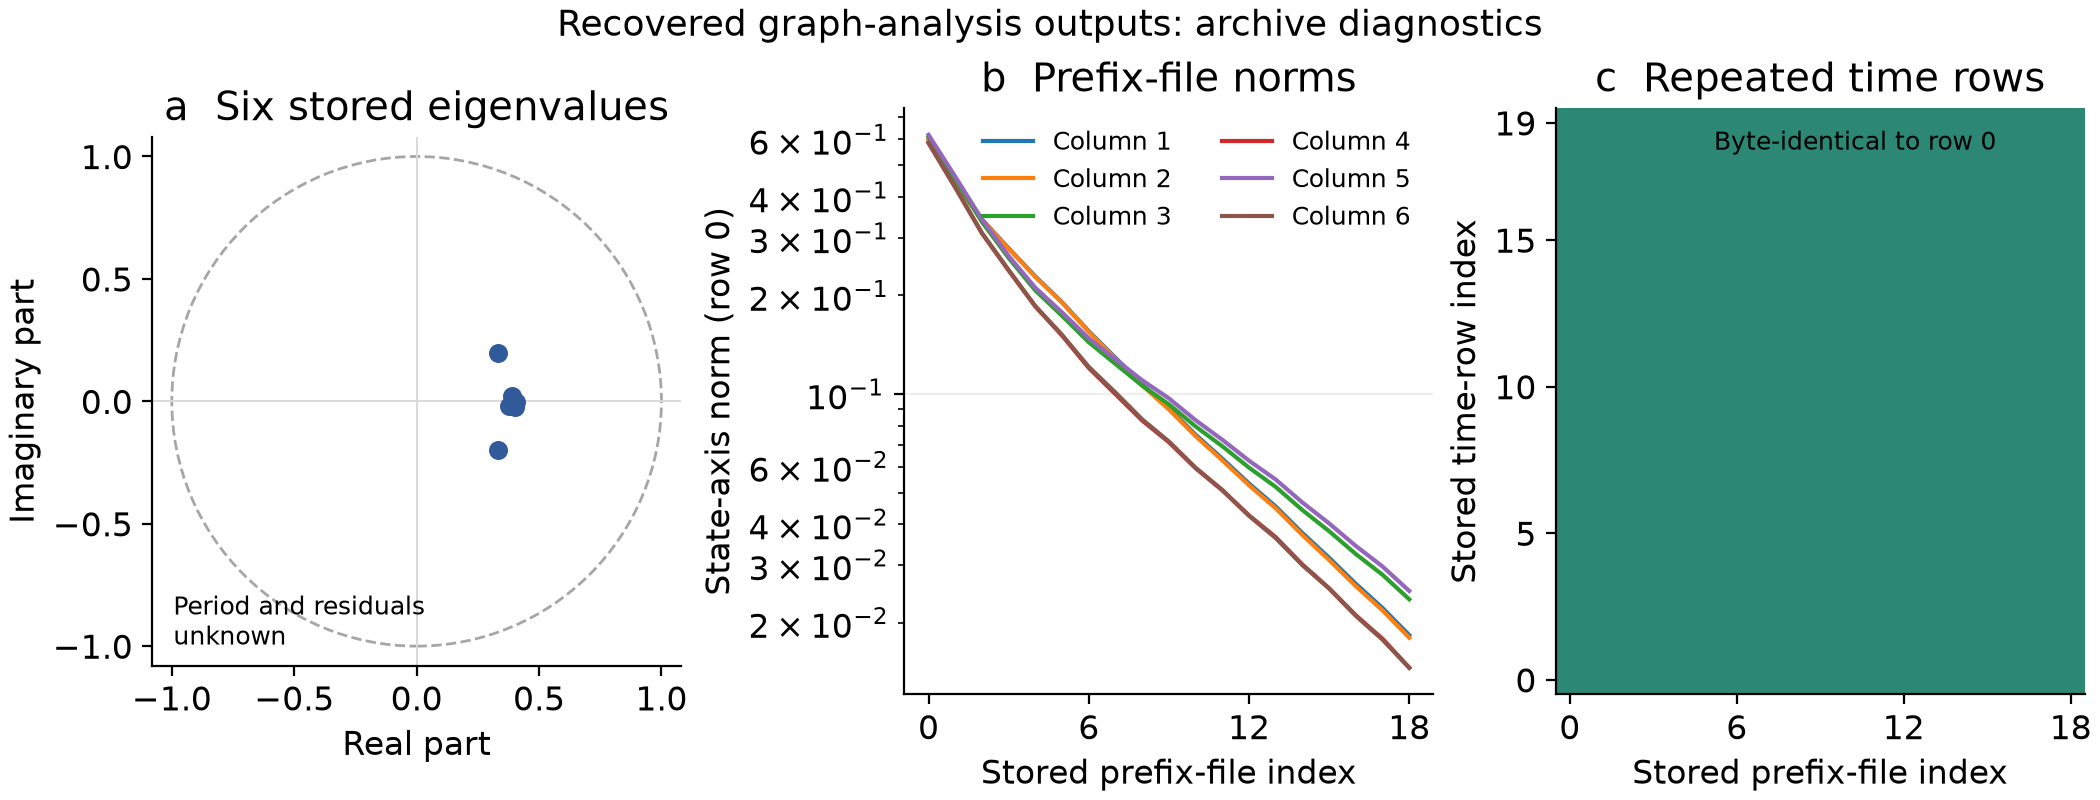 Recovered graph-analysis outputs: archive diagnostics
a Six stored eigenvalues
1.0
0.5
0.0
−0.5
−1.0
Imaginary part
Period and residuals
unknown
−1.0 −0.5 0.0 0.5 1.0
Real part
b Prefix-file norms
6 × 10⁻¹
4 × 10⁻¹
3 × 10⁻¹
2 × 10⁻¹
10⁻¹
6 × 10⁻²
4 × 10⁻²
3 × 10⁻²
2 × 10⁻²
State-axis norm (row 0)
Column 1
Column 2
Column 3
Column 4
Column 5
Column 6
0 6 12 18
Stored prefix-file index
c Repeated time rows
19
15
10
5
0
Stored time-row index
Byte-identical to row 0
0 6 12 18
Stored prefix-file index